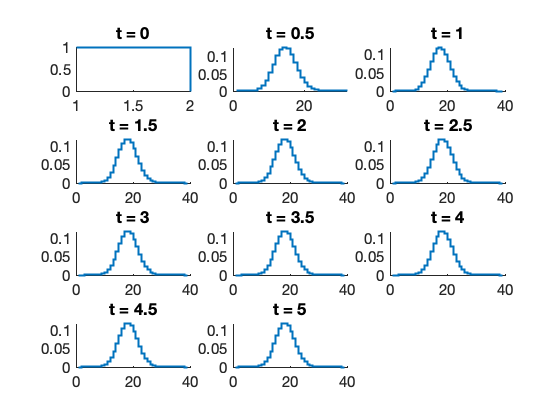 t = 0 t = 0.5 t = 1
1 0.5 0 0.1 0.05 0 0.1 0.05 0
1 1.5 2 0 20 0 20 40
t = 1.5 t = 2 t = 2.5
0.1 0.05 0 0.1 0.05 0 0.1 0.05 0
0 20 40 0 20 40 0 20 40
t = 3 t = 3.5 t = 4
0.1 0.05 0 0.1 0.05 0 0.1 0.05 0
0 20 40 0 20 40 0 20 40
t = 4.5 t = 5
0.1 0.05 0 0.1 0.05 0
0 20 40 0 20 40